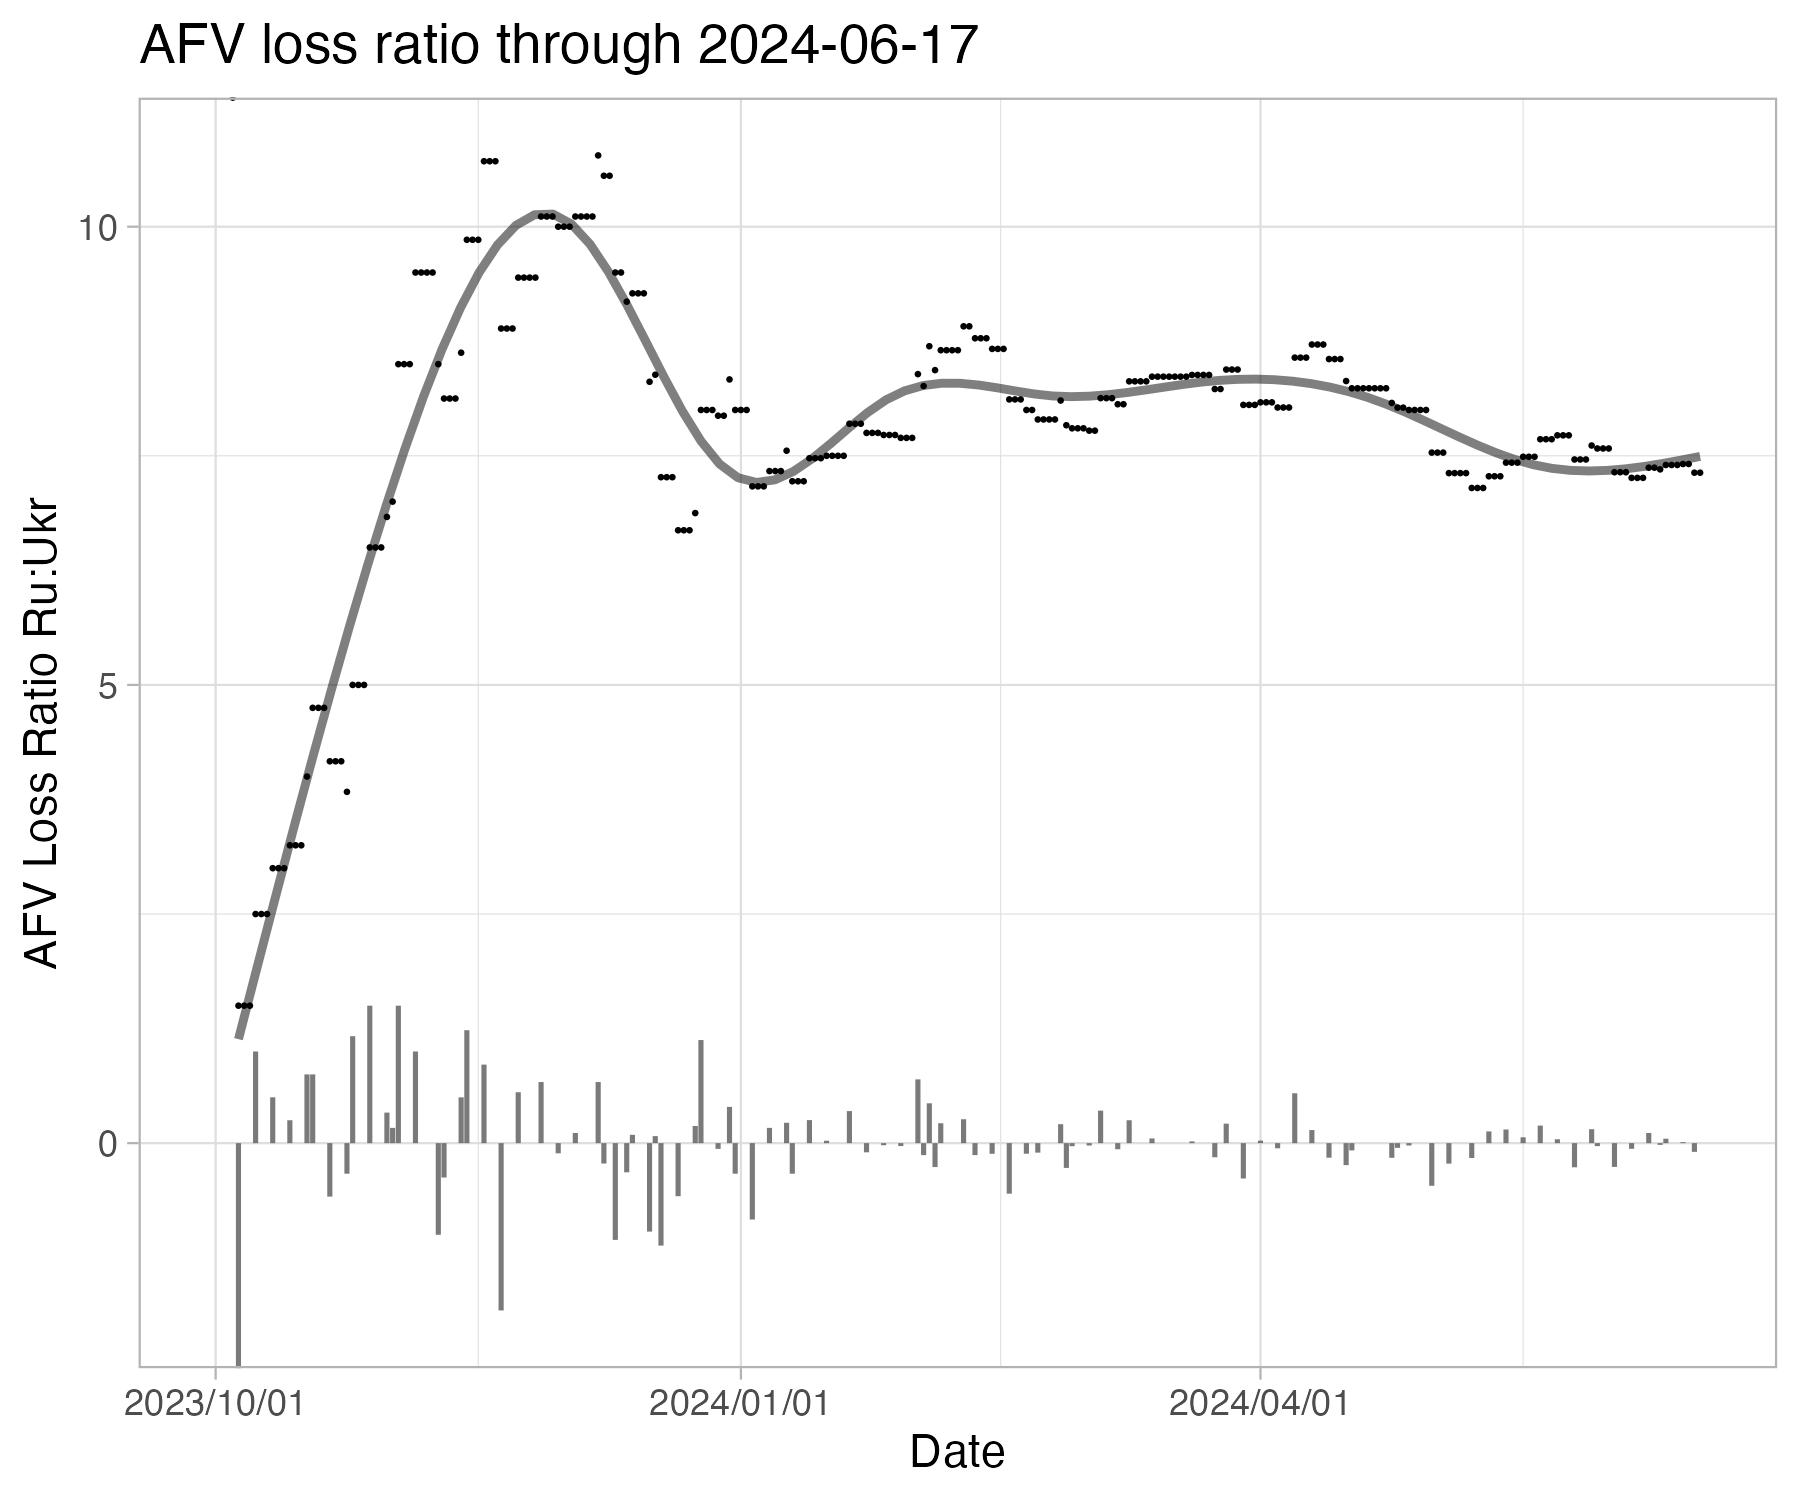 AFV loss ratio through 2024-06-17
AFV Loss Ratio Ru:Ukr
10
5
0
2023/10/01
2024/01/01
2024/04/01
Date